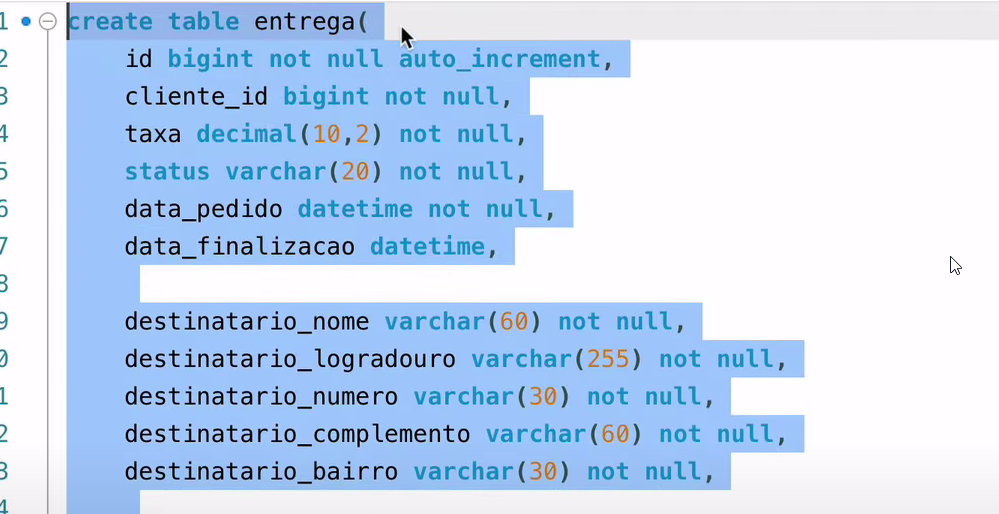 1 create table entrega(
2 id bigint not null auto_increment,
3 cliente_id bigint not null,
4 taxa decimal(10,2) not null,
5 status varchar(20) not null,
6 data_pedido datetime not null,
7 data_finalizacao datetime,
8
9 destinatario_nome varchar(60) not null,
0 destinatario_logradouro varchar(255) not null,
1 destinatario_numero varchar(30) not null,
2 destinatario_complemento varchar(60) not null,
3 destinatario_bairro varchar(30) not null,
4